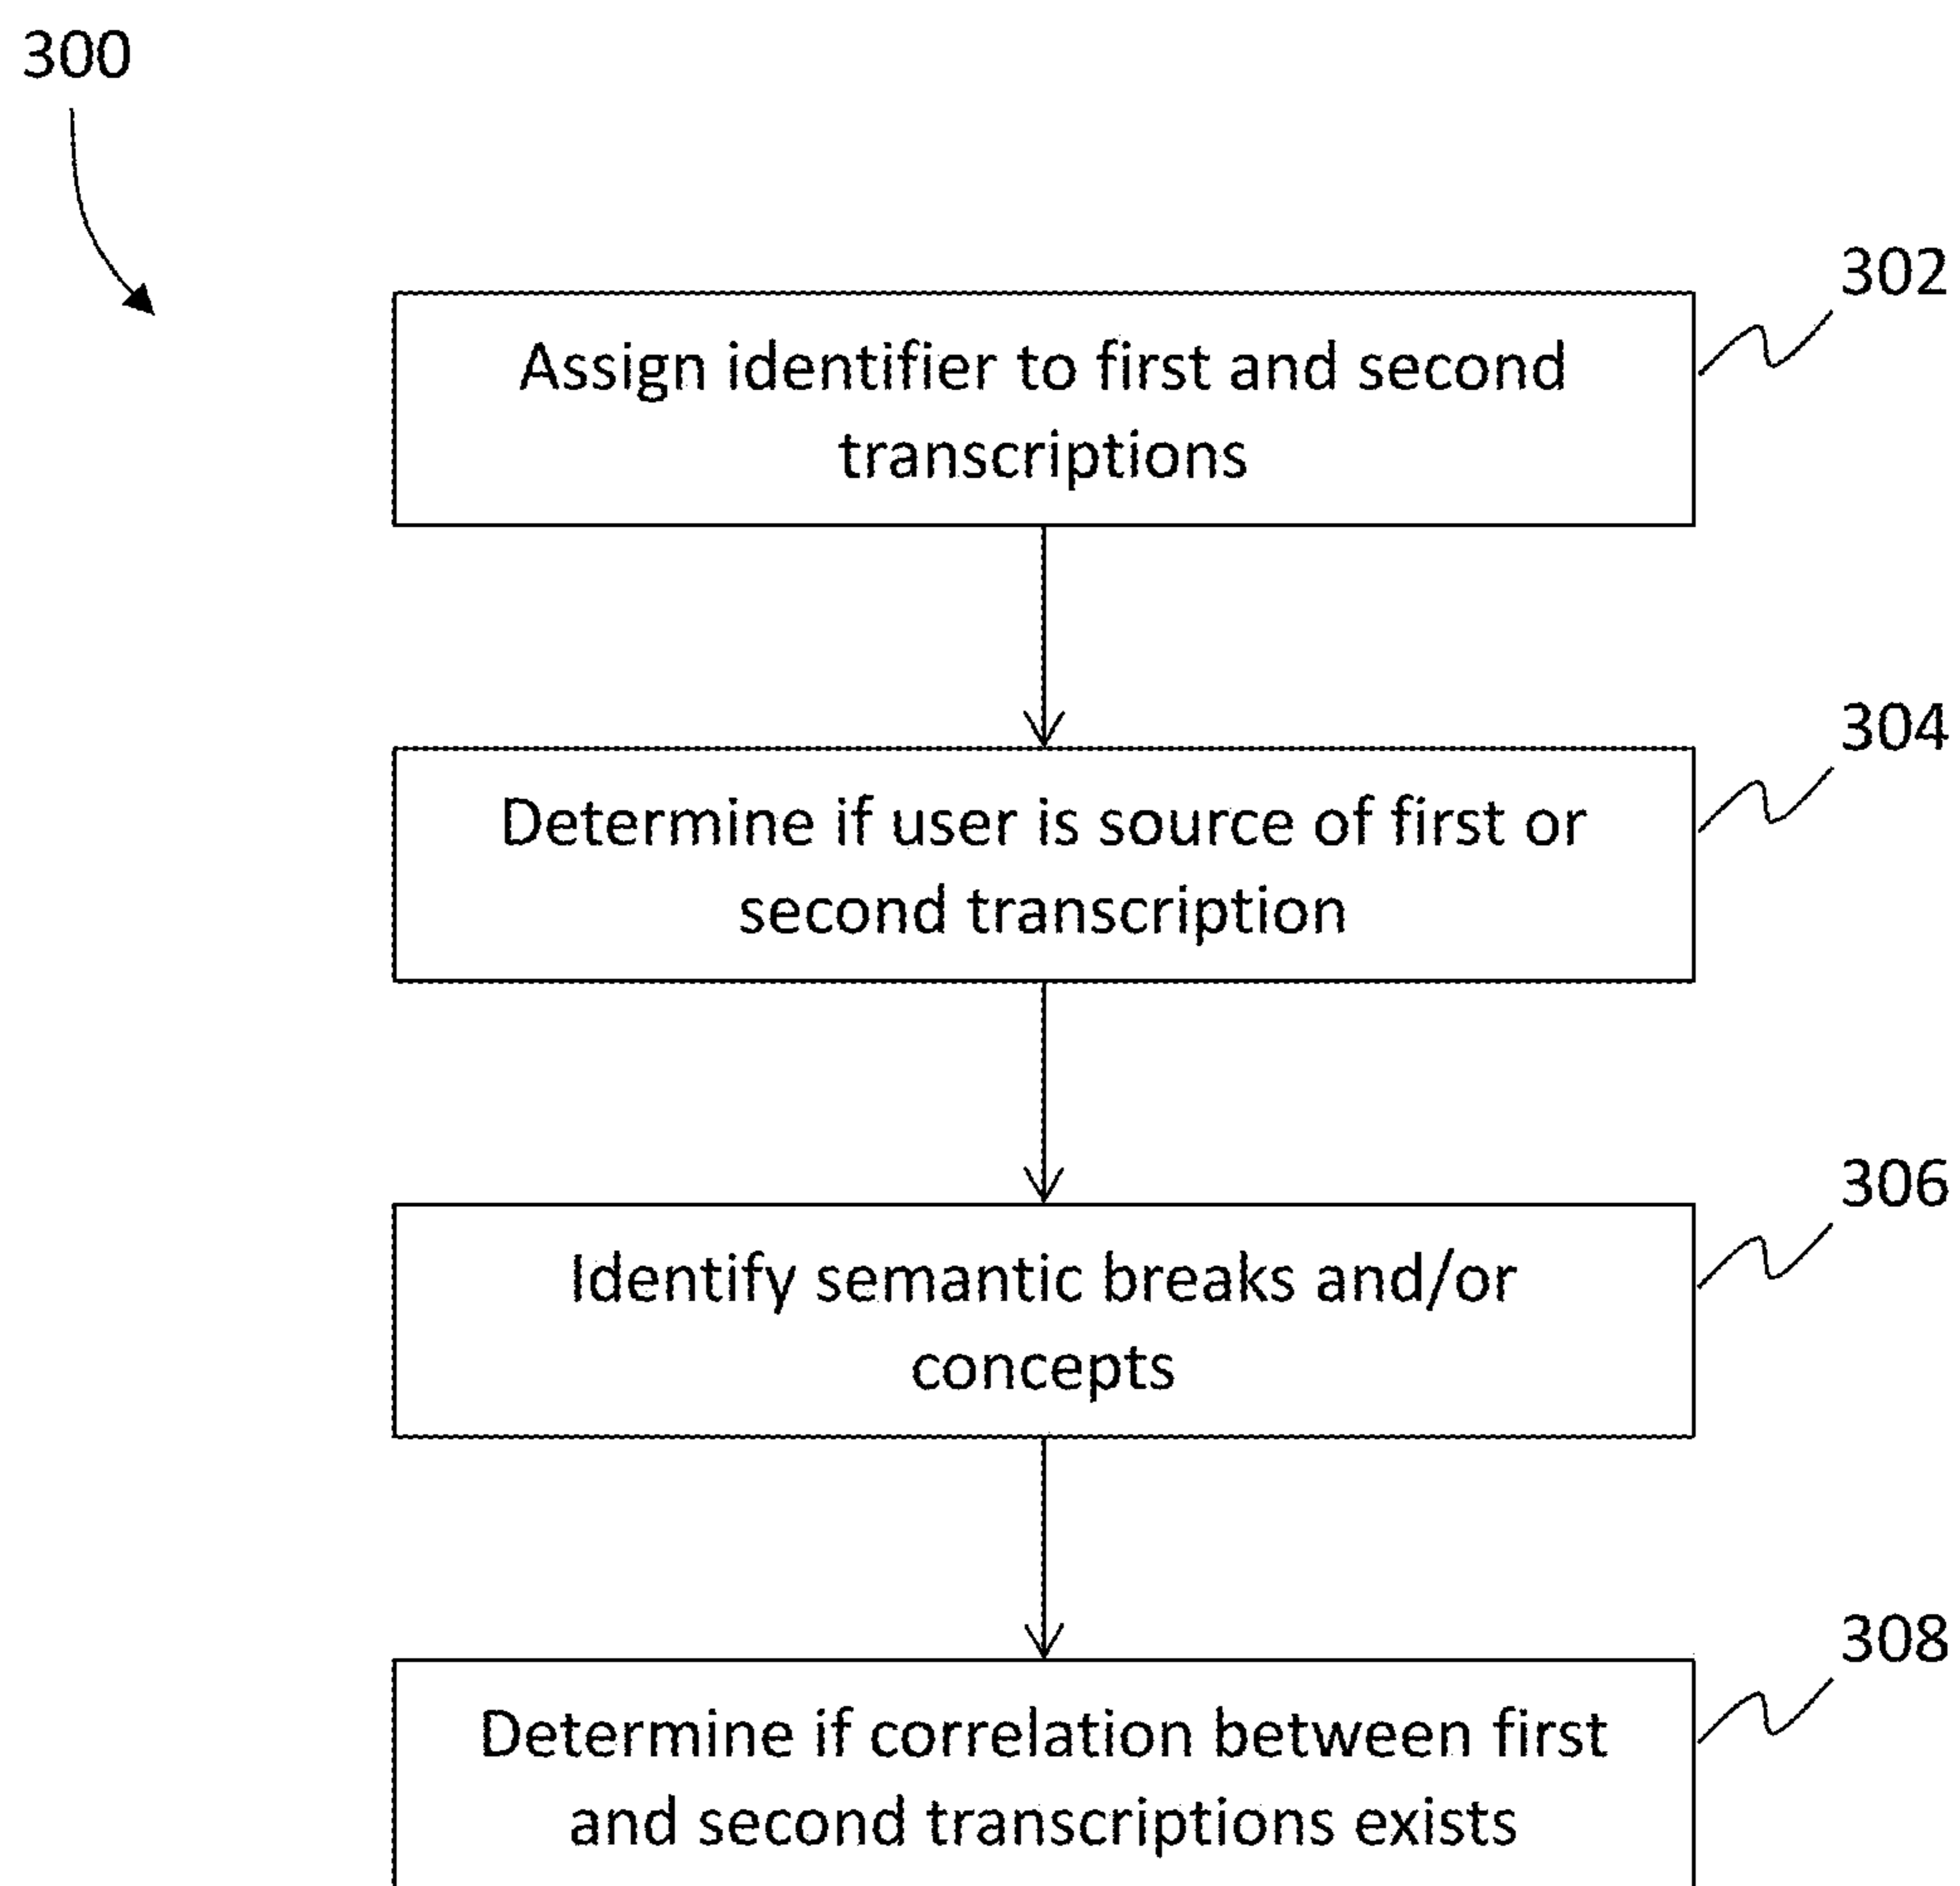 300
302
Assign identifier to first and second
transcriptions
304
Determine if user is source of first or
second transcription
306
Identify semantic breaks and/or
concepts
308
Determine if correlation between first
and second transcriptions exists